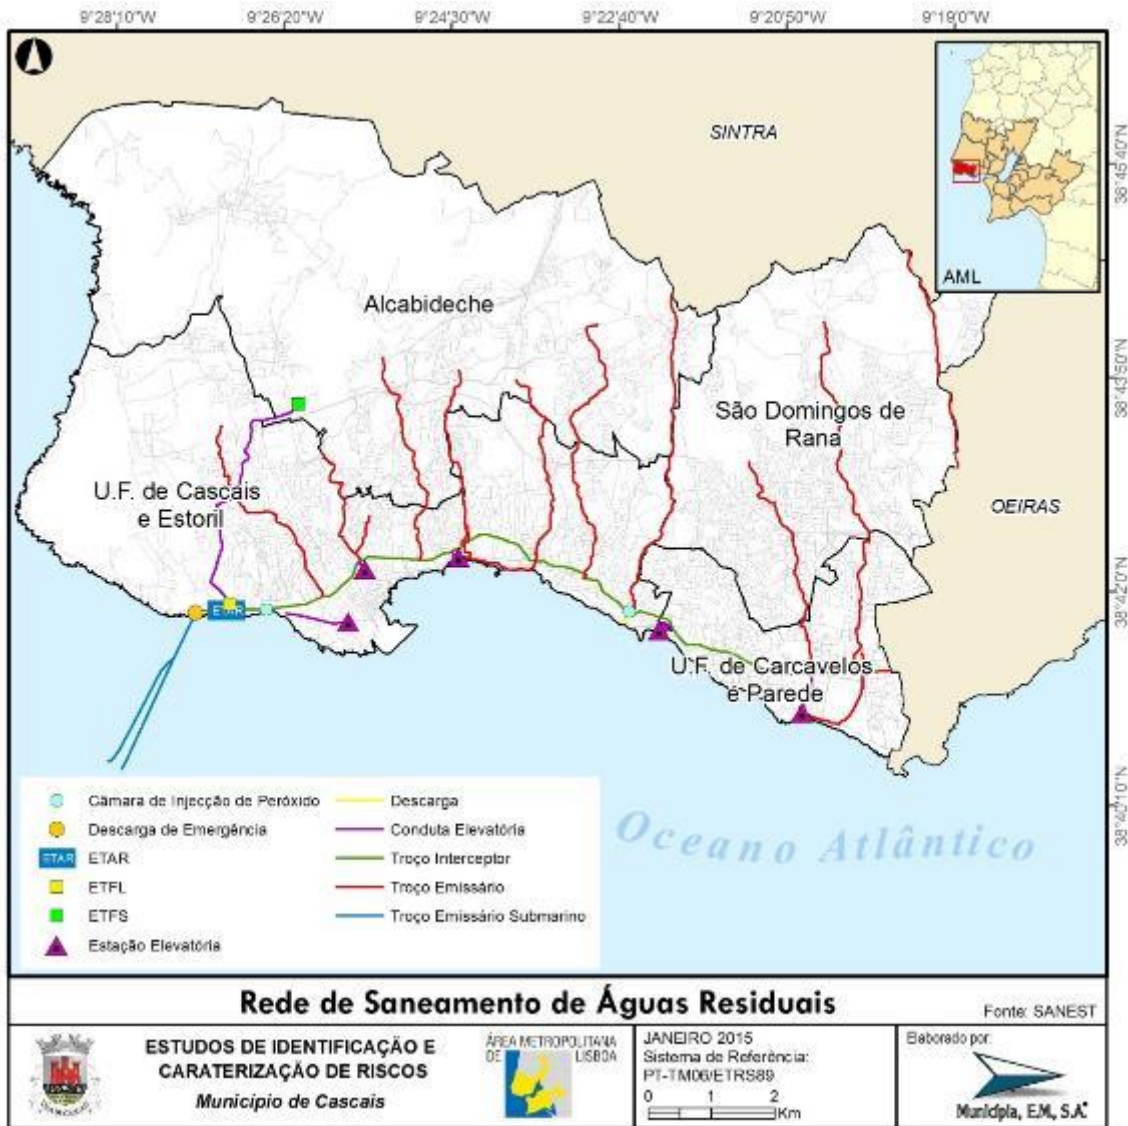 9°28'10"W 9°26'20"W 9°24'30"W 9°22'40"W 9°20'50"W 9°19'0"W
SINTRA
AML
38°45'40"N
Alcabideche
38°43'50"N
São Domingos de
Rana
U.F. de Cascais
e Estoril
OEIRAS
38°42'0"N
ETAR
U.F. de Carcavelos
e Parede
38°40'10"N
Oceano Atlântico
Câmara de Injecção de Peróxido
Descarga de Emergência
ETAR ETAR
ETFL
ETFS
Estação Elevatória
Descarga
Conduta Elevatória
Troço Interceptor
Troço Emissário
Troço Emissário Submarino
Rede de Saneamento de Águas Residuais
Fonte: SANEST
ESTUDOS DE IDENTIFICAÇÃO E
CARATERIZAÇÃO DE RISCOS
Município de Cascais
ÁREA METROPOLITANA
DE LISBOA
JANEIRO 2015
Sistema de Referência:
PT-TM06/ETRS89
0 1 2
Km
Elaborado por:
Municípia, E.M., S.A.